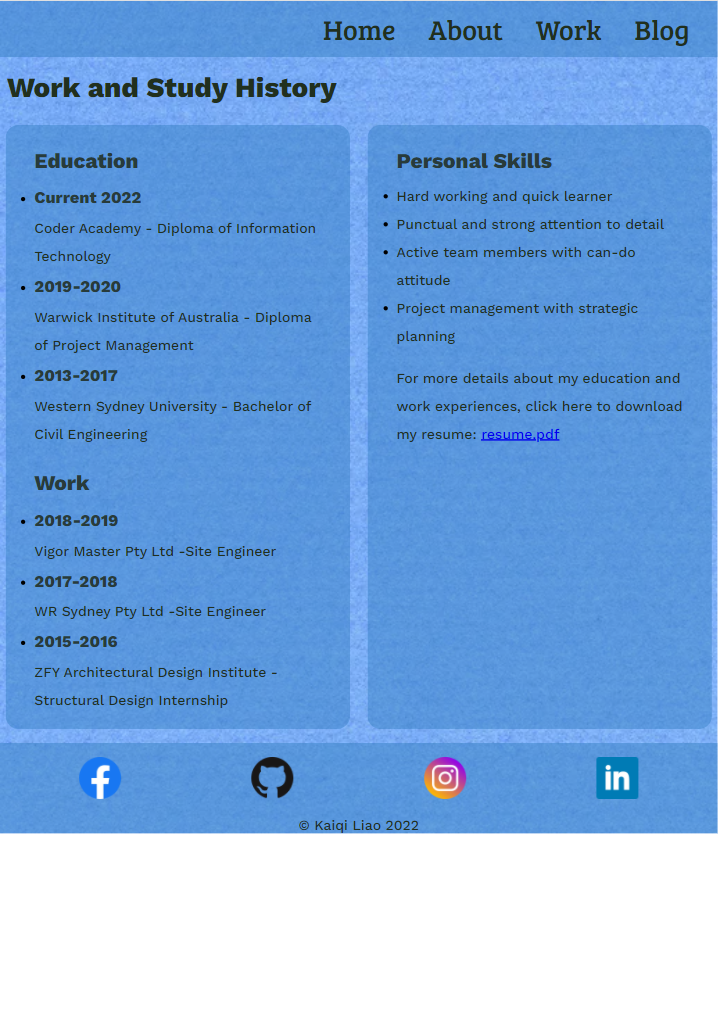 Home About Work Blog
Work and Study History
Education
Current 2022
Coder Academy - Diploma of Information
Technology
2019-2020
Warwick Institute of Australia - Diploma
of Project Management
2013-2017
Western Sydney University - Bachelor of
Civil Engineering
Work
2018-2019
Vigor Master Pty Ltd -Site Engineer
2017-2018
WR Sydney Pty Ltd -Site Engineer
2015-2016
ZFY Architectural Design Institute -
Structural Design Internship
Personal Skills
Hard working and quick learner
Punctual and strong attention to detail
Active team members with can-do
attitude
Project management with strategic
planning
For more details about my education and
work experiences, click here to download
my resume: resume.pdf
in
© Kaiqi Liao 2022